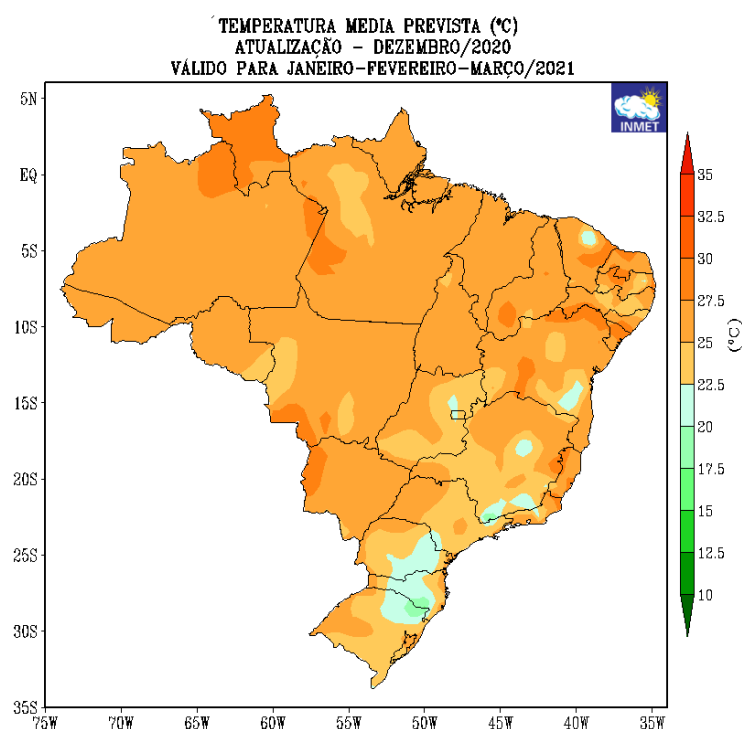 TEMPERATURA MEDIA PREVISTA (°C)
ATUALIZAÇÃO - DEZEMBRO/2020
VÁLIDO PARA JANEIRO-FEVEREIRO-MARÇO/2021
INMET
5N
EQ
5S
10S
15S
20S
25S
30S
35S
75W
70W
65W
60W
55W
50W
45W
40W
35W
35
32.5
30
27.5
25
22.5
20
17.5
15
12.5
10
(°C)